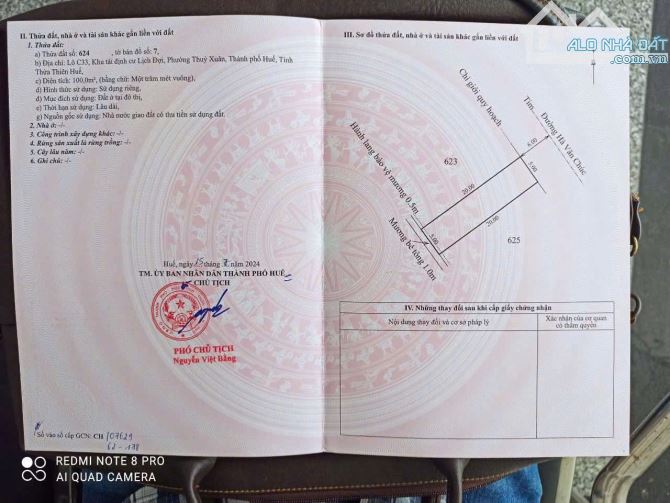 II. Thửa đất, nhà ở và tài sản khác gắn liền với đất
1. Thửa đất:
a) Thửa đất số: 624, tờ bản đồ số: 7,
b) Địa chỉ: Lô C33, Khu tái định cư Lịch Đợi, Phường Thuỷ Xuân, Thành phố Huế, Tỉnh
Thừa Thiên Huế,
c) Diện tích: 100,0m², (bằng chữ: Một trăm mét vuông),
d) Hình thức sử dụng: Sử dụng riêng,
đ) Mục đích sử dụng: Đất ở tại đô thị,
e) Thời hạn sử dụng: Lâu dài,
g) Nguồn gốc sử dụng: Nhà nước giao đất có thu tiền sử dụng đất.
2. Nhà ở: -/-
3. Công trình xây dựng khác: -/-
4. Rừng sản xuất là rừng trồng: -/-
5. Cây lâu năm: -/-
6. Ghi chú: -/-
Huế, ngày 15 tháng 7 năm 2024
TM. ỦY BAN NHÂN DÂN THÀNH PHỐ HUẾ
CHỦ TỊCH
PHÓ CHỦ TỊCH
Nguyễn Việt Bằng
Số vào sổ cấp GCN: CH 107629
III. Sơ đồ thửa đất, nhà ở và tài sản khác gắn liền với đất
ALO NHÀ ĐẤT
Chỉ giới quy hoạch
Tim
Đường Hà Văn Chúc
6.00
5.00
623
20.00
20.00
625
5.00
Hành lang bảo vệ mương 0.5m
Mương bê tông 1.0m
IV. Những thay đổi sau khi cấp giấy chứng nhận
Nội dung thay đổi và cơ sở pháp lý
Xác nhận của cơ quan
có thẩm quyền
REDMI NOTE 8 PRO
AI QUAD CAMERA